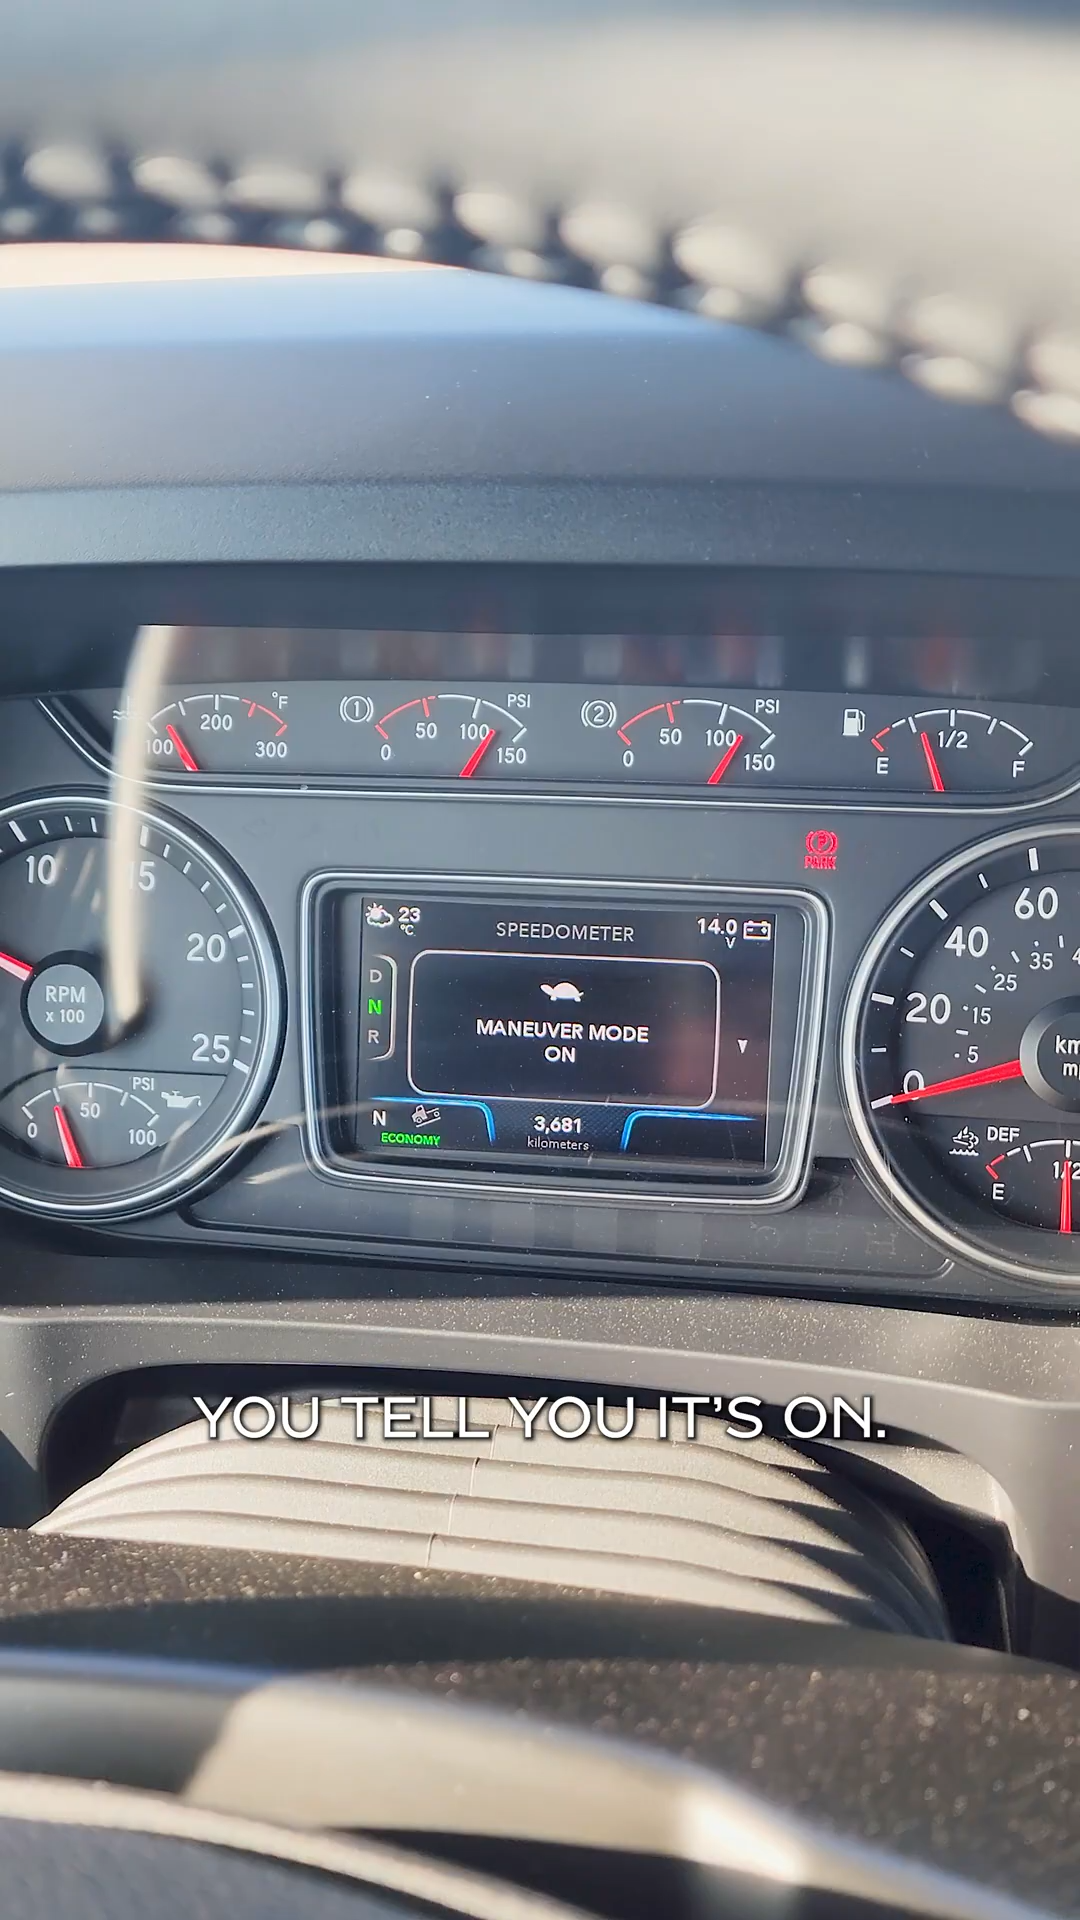 °F
200
100
300
(1)
PSI
0
50
100
150
(2)
PSI
0
50
100
150
1/2
E
F
10
15
20
25
RPM
x 100
PSI
0
50
100
P
PARK
23
°C
SPEEDOMETER
14.0
V
D
N
R
MANEUVER MODE
ON
N
ECONOMY
3,681
kilometers
60
40
20
0
35
25
15
5
km
DEF
E
1/2
YOU TELL YOU IT'S ON.